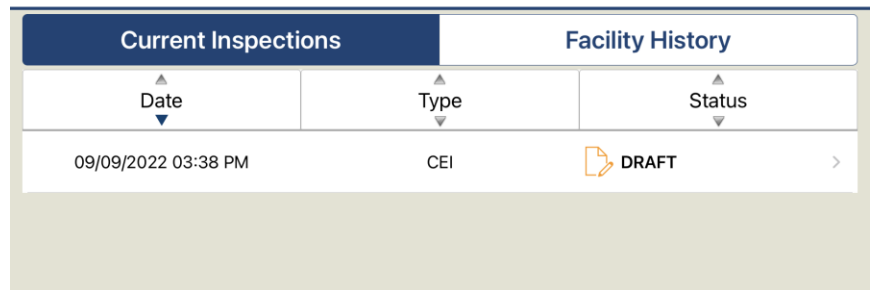 Current Inspections Facility History
Date Type Status
09/09/2022 03:38 PM CEI DRAFT